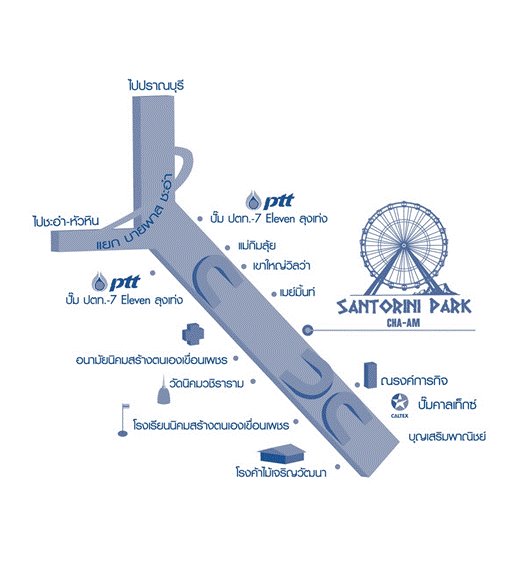 ไปปราณบุรี
ptt
ปั๊ม ปตท.-7 Eleven ลุงเท่ง
ไปชะอำ-หัวหิน
แยก บายพาส ชะอำ
แม่กิมลุ้ย
เขาใหญ่วิลว่า
ptt
ปั๊ม ปตท.-7 Eleven ลุงเท่ง
เมย์มิ้นท์
SANTORINI PARK
CHA-AM
อนามัยนิคมสร้างตนเองเขื่อนเพชร
วัดนิคมวชิราราม
ณรงค์การกิจ
CALTEX
ปั๊มคาลเท็กซ์
โรงเรียนนิคมสร้างตนเองเขื่อนเพชร
บุญเสริมพาณิชย์
โรงค้าไม้เจริญวัฒนา